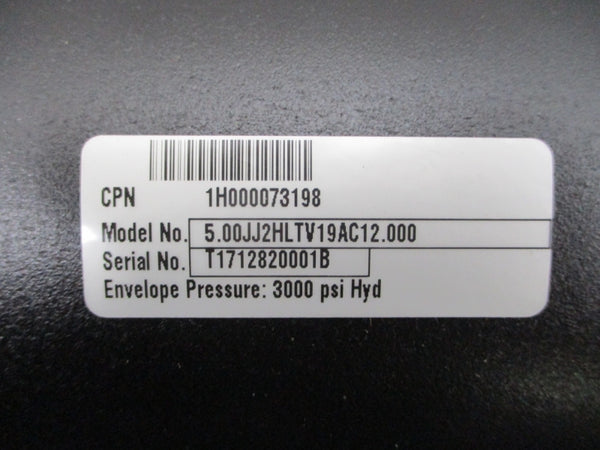 CPN 1H000073198
Model No. 5.00JJ2HLTV19AC12.000
Serial No. T1712820001B
Envelope Pressure: 3000 psi Hyd